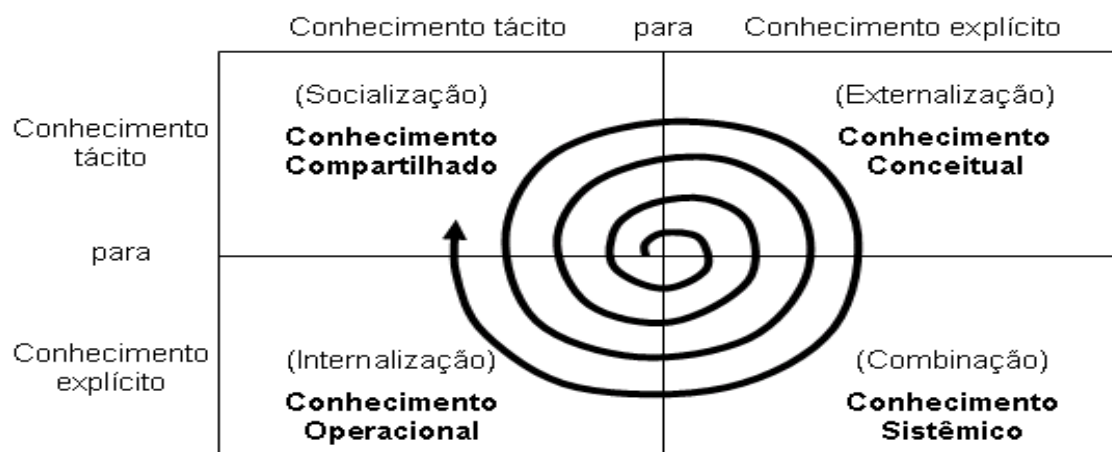 Conhecimento tácito para Conhecimento explícito
Conhecimento
tácito
(Socialização)
Conhecimento
Compartilhado
(Externalização)
Conhecimento
Conceitual
para
Conhecimento
explícito
(Internalização)
Conhecimento
Operacional
(Combinação)
Conhecimento
Sistêmico